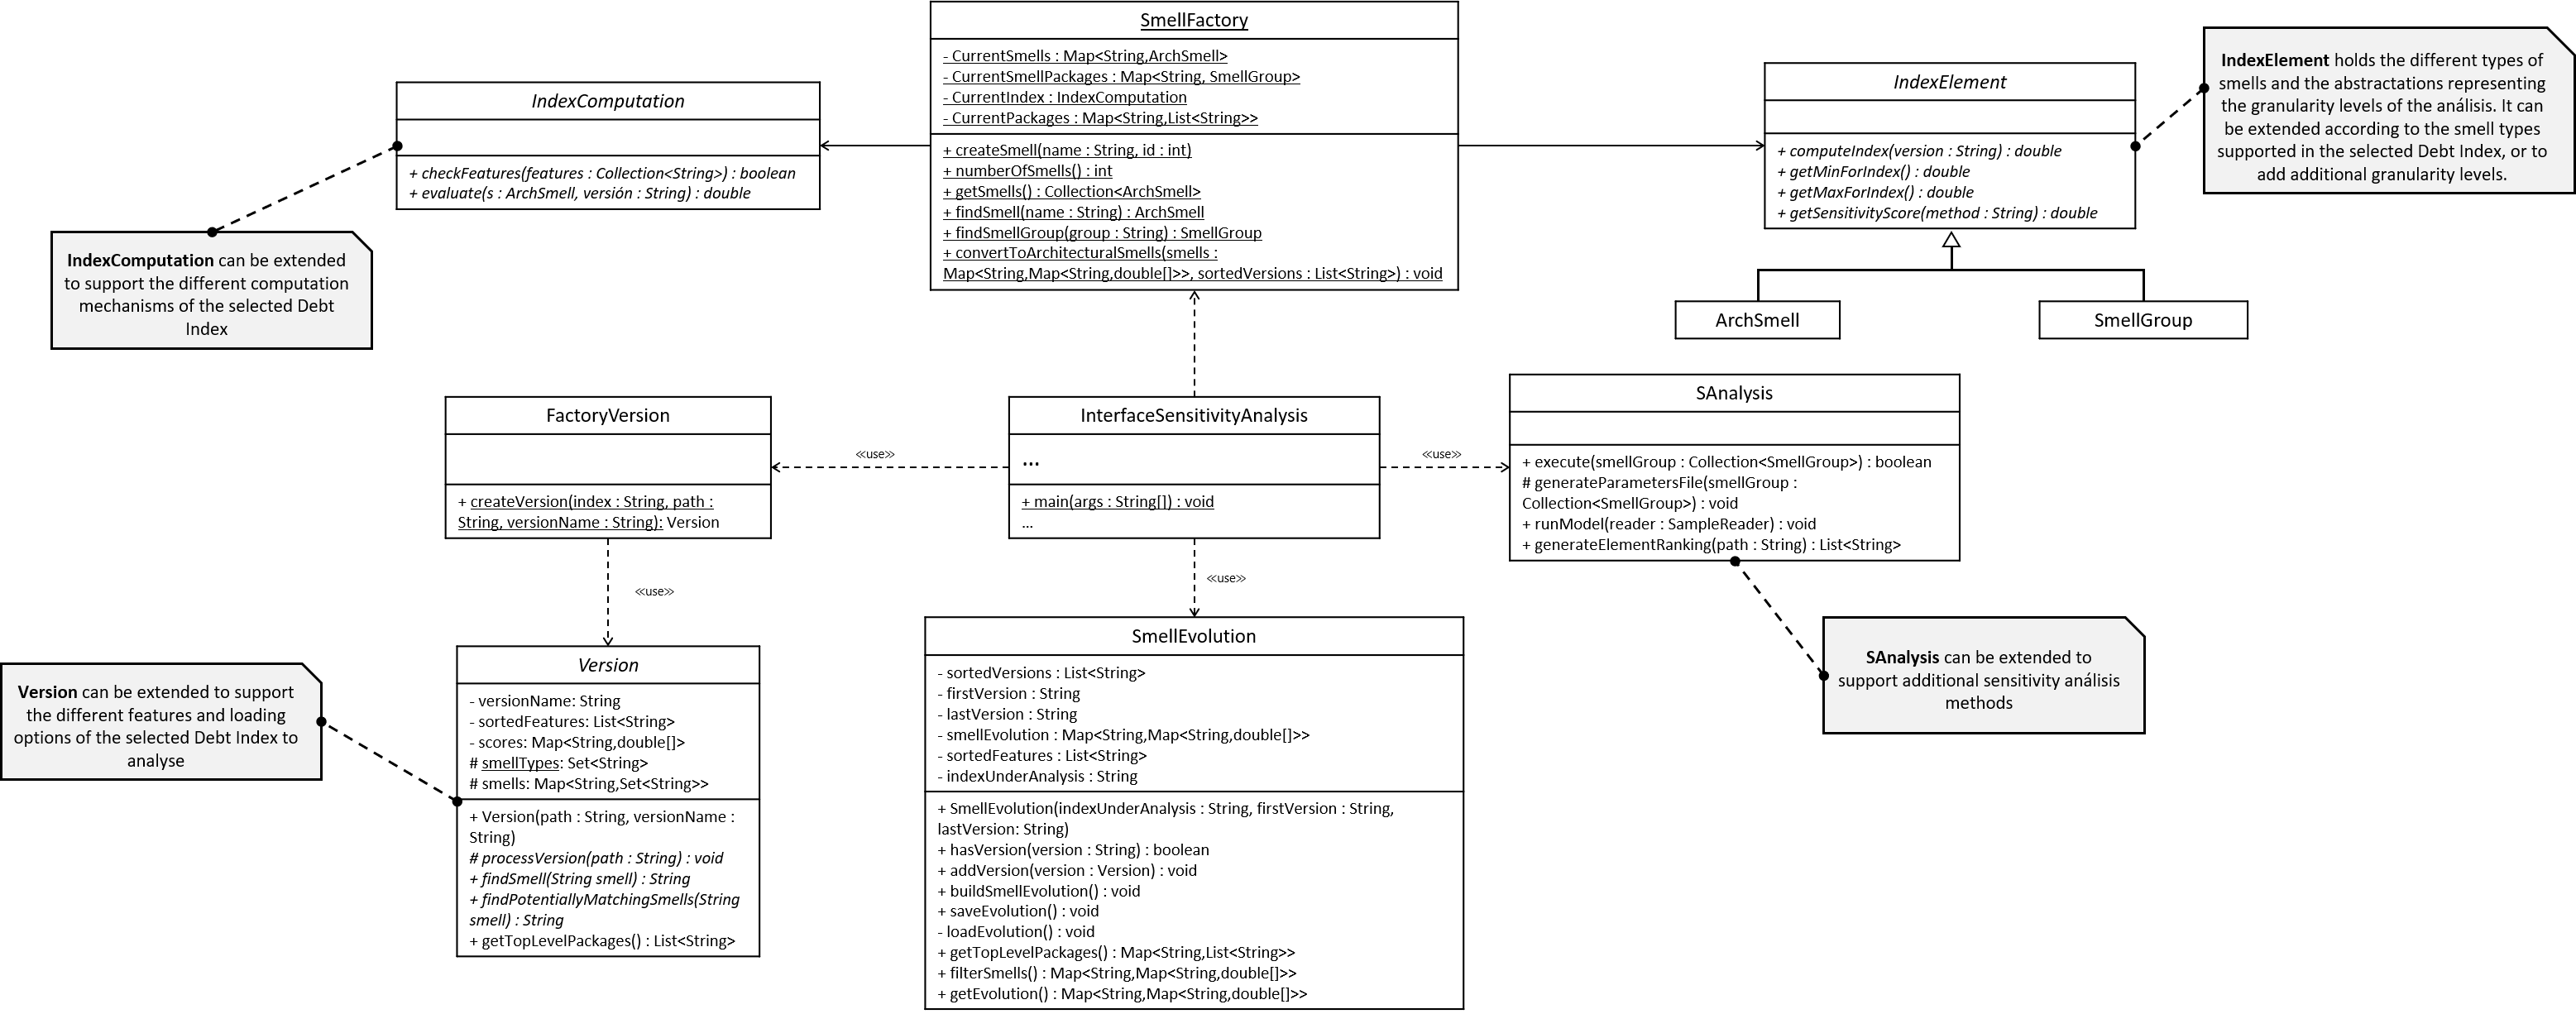 SmellFactory
- CurrentSmells : Map<String,ArchSmell>
- CurrentSmellPackages : Map<String, SmellGroup>
- CurrentIndex : IndexComputation
- CurrentPackages : Map<String,List<String>>
+ createSmell(name : String, id : int)
+ numberOfSmells() : int
+ getSmells() : Collection<ArchSmell>
+ findSmell(name : String) : ArchSmell
+ findSmellGroup(group : String) : SmellGroup
+ convertToArchitecturalSmells(smells :
Map<String,Map<String,double[]>>, sortedVersions : List<String>) : void
IndexComputation
+ checkFeatures(features : Collection<String>) : boolean
+ evaluate(s : ArchSmell, versión : String) : double
IndexComputation can be extended
to support the different computation
mechanisms of the selected Debt
Index
IndexElement
+ computeIndex(version : String) : double
+ getMinForIndex() : double
+ getMaxForIndex() : double
+ getSensitivityScore(method : String) : double
IndexElement holds the different types of
smells and the abstractations representing
the granularity levels of the análisis. It can
be extended according to the smell types
supported in the selected Debt Index, or to
add additional granularity levels.
ArchSmell
SmellGroup
FactoryVersion
+ createVersion(index : String, path :
String, versionName : String): Version
«use»
InterfaceSensitivityAnalysis
...
+ main(args : String[]) : void
...
«use»
SAnalysis
+ execute(smellGroup : Collection<SmellGroup>) : boolean
# generateParametersFile(smellGroup :
Collection<SmellGroup>) : void
+ runModel(reader : SampleReader) : void
+ generateElementRanking(path : String) : List<String>
«use»
«use»
Version
- versionName: String
- sortedFeatures: List<String>
- scores: Map<String,double[]>
# smellTypes: Set<String>
# smells: Map<String,Set<String>>
+ Version(path : String, versionName :
String)
# processVersion(path : String) : void
+ findSmell(String smell) : String
+ findPotentiallyMatchingSmells(String
smell) : String
+ getTopLevelPackages() : List<String>
Version can be extended to support
the different features and loading
options of the selected Debt Index to
analyse
SmellEvolution
- sortedVersions : List<String>
- firstVersion : String
- lastVersion : String
- smellEvolution : Map<String,Map<String,double[]>>
- sortedFeatures : List<String>
- indexUnderAnalysis : String
+ SmellEvolution(indexUnderAnalysis : String, firstVersion : String,
lastVersion: String)
+ hasVersion(version : String) : boolean
+ addVersion(version : Version) : void
+ buildSmellEvolution() : void
+ saveEvolution() : void
- loadEvolution() : void
+ getTopLevelPackages() : Map<String,List<String>>
+ filterSmells() : Map<String,Map<String,double[]>>
+ getEvolution() : Map<String,Map<String,double[]>>
SAnalysis can be extended to
support additional sensitivity análisis
methods